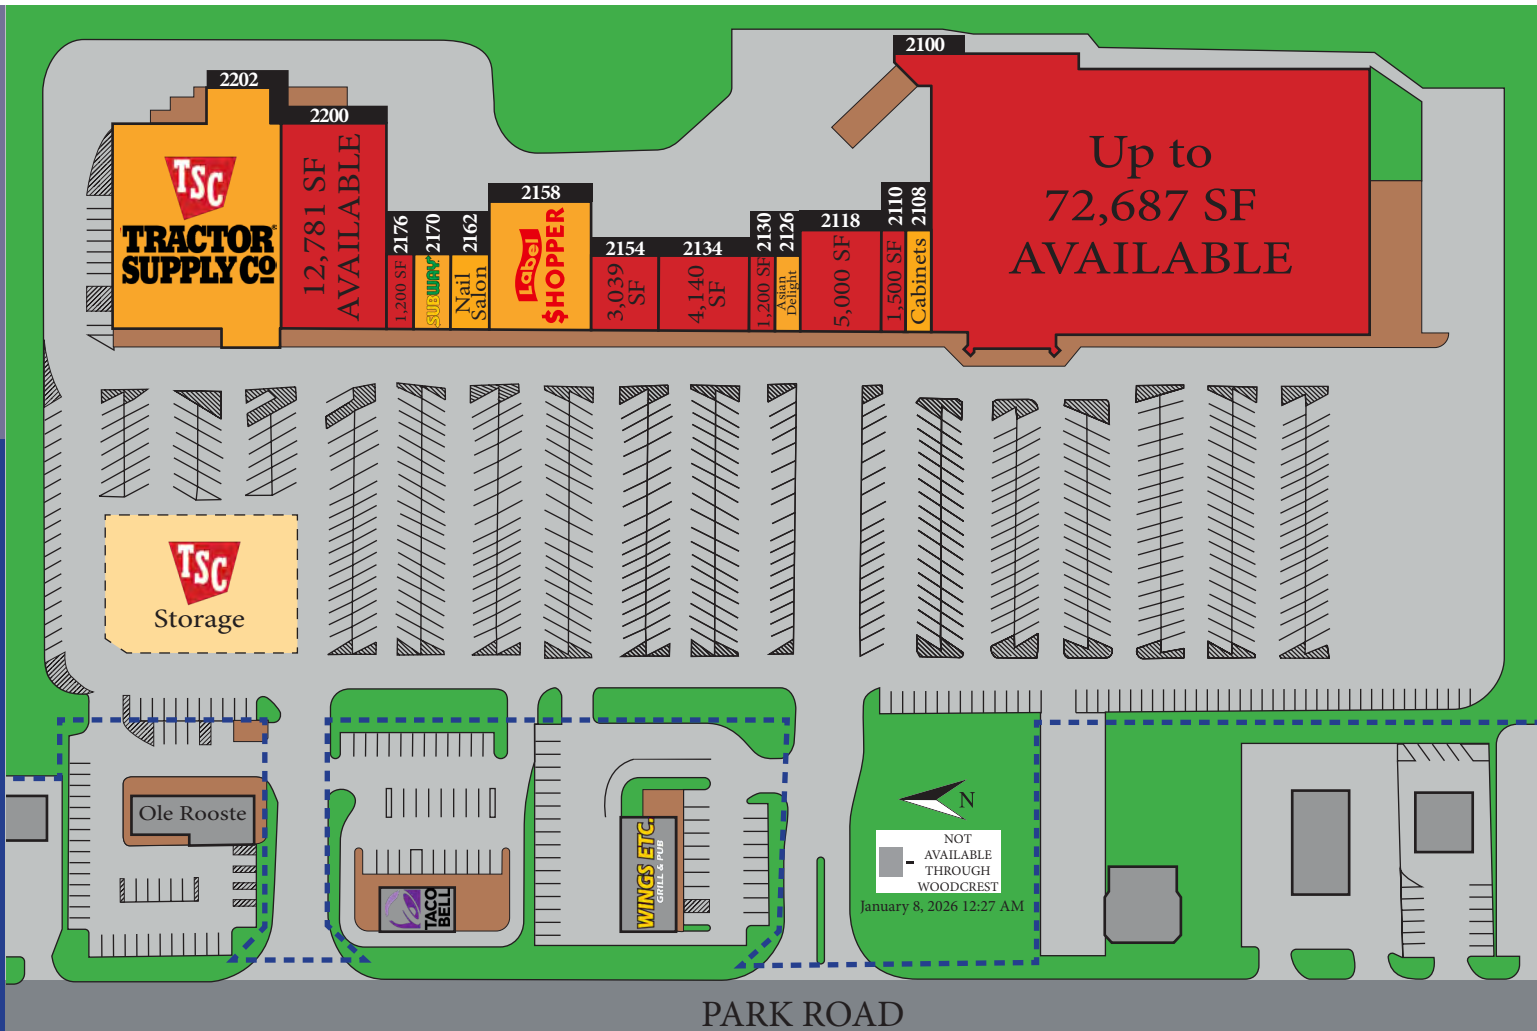 2202
TSC
TRACTOR
SUPPLY CO
2200
12,781 SF
AVAILABLE
2176
1,200 SF
2170
SUBWAY
2162
Nail
Salon
2158
Label
$HOPPER
2154
3,039
SF
2134
4,140
SF
2130
1,200 SF
2126
Asian
Delight
2118
5,000 SF
2110
1,500 SF
2108
Cabinets
2100
Up to
72,687 SF
AVAILABLE
TSC
Storage
Ole Rooste
TACO
BELL
WINGS ETC.
GRILL & PUB
N
NOT
AVAILABLE
THROUGH
WOODCREST
January 8, 2026 12:27 AM
PARK ROAD